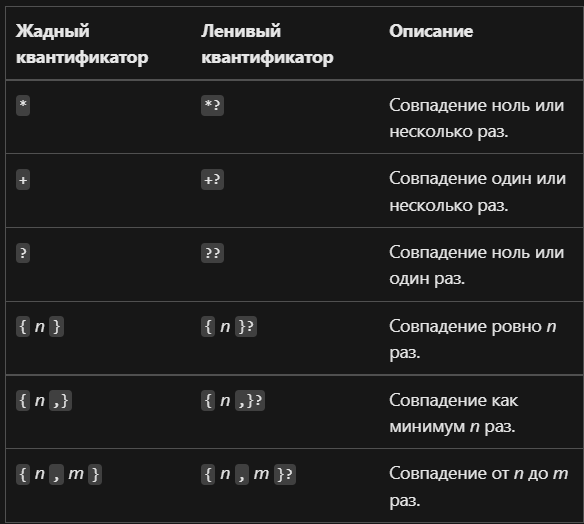 Жадный Ленивый Описание
квантификатор квантификатор
* *? Совпадение ноль или
несколько раз.
+ +? Совпадение один или
несколько раз.
? ?? Совпадение ноль или
один раз.
{ n } { n }? Совпадение ровно n
раз.
{ n ,} { n ,}? Совпадение как
минимум n раз.
{ n , m } { n , m }? Совпадение от n до m
раз.